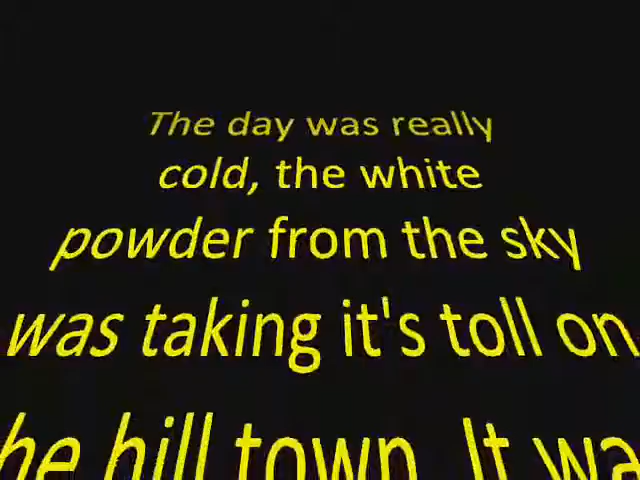 The day was really
cold, the white
powder from the sky
was taking it's toll on
he hill town. It wa